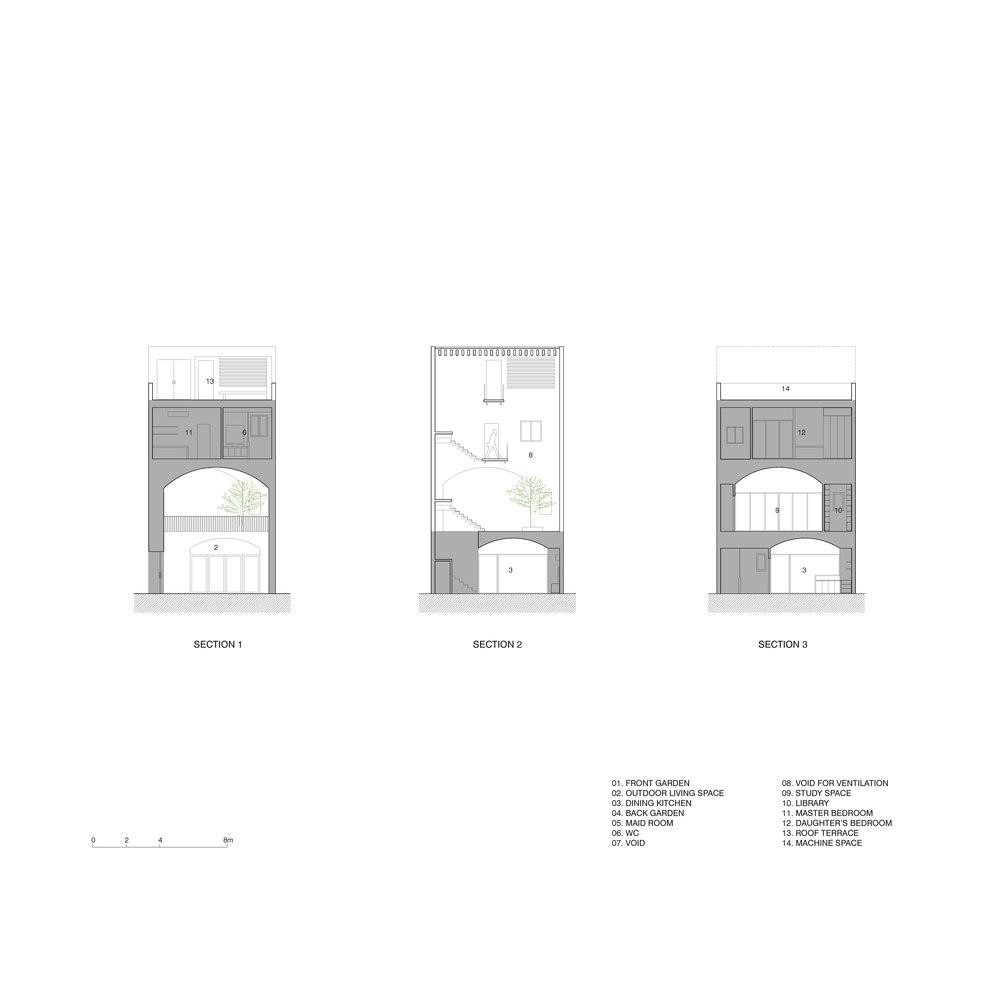 13
11
6
2
SECTION 1
8
3
SECTION 2
14
12
9
10
3
SECTION 3
01. FRONT GARDEN
02. OUTDOOR LIVING SPACE
03. DINING KITCHEN
04. BACK GARDEN
05. MAID ROOM
06. WC
07. VOID
08. VOID FOR VENTILATION
09. STUDY SPACE
10. LIBRARY
11. MASTER BEDROOM
12. DAUGHTER'S BEDROOM
13. ROOF TERRACE
14. MACHINE SPACE
0 2 4 8m